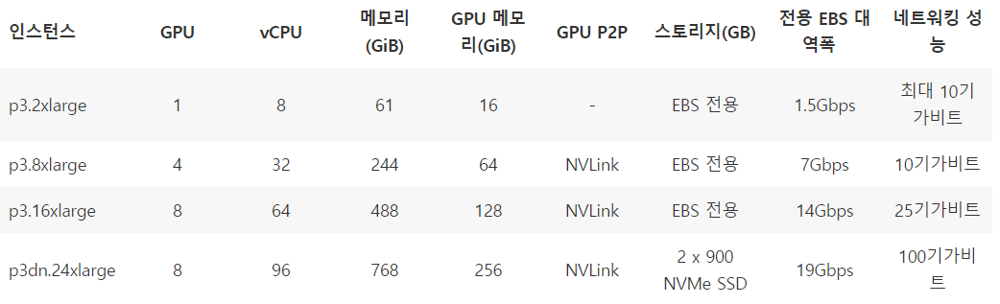 인스턴스 GPU vCPU 메모리(GiB) GPU 메모리(GiB) GPU P2P 스토리지(GB) 전용 EBS 대역폭 네트워킹 성능
p3.2xlarge 1 8 61 16 - EBS 전용 1.5Gbps 최대 10기가비트
p3.8xlarge 4 32 244 64 NVLink EBS 전용 7Gbps 10기가비트
p3.16xlarge 8 64 488 128 NVLink EBS 전용 14Gbps 25기가비트
p3dn.24xlarge 8 96 768 256 NVLink 2 x 900 NVMe SSD 19Gbps 100기가비트